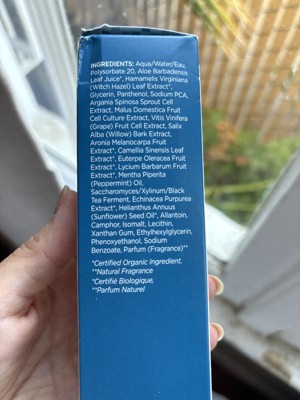 INGREDIENTS: Aqua/Water/Eau,
Polysorbate 20, Aloe Barbadensis
Leaf Juice*, Hamamelis Virginiana
(Witch Hazel) Leaf Extract*,
Glycerin, Panthenol, Sodium PCA,
Argania Spinosa Sprout Cell
Extract, Malus Domestica Fruit
Cell Culture Extract, Vitis Vinifera
(Grape) Fruit Cell Extract, Salix
Alba (Willow) Bark Extract,
Aronia Melanocarpa Fruit
Extract*, Camellia Sinensis Leaf
Extract*, Euterpe Oleracea Fruit
Extract*, Lycium Barbarum Fruit
Extract*, Mentha Piperita
(Peppermint) Oil,
Saccharomyces/Xylinum/Black
Tea Ferment, Echinacea Purpurea
Extract*, Helianthus Annuus
(Sunflower) Seed Oil*, Allantoin,
Camphor, Isomalt, Lecithin,
Xanthan Gum, Ethylhexylglycerin,
Phenoxyethanol, Sodium
Benzoate, Parfum (Fragrance)**
*Certified Organic Ingredient,
**Natural Fragrance
*Certifié Biologique,
**Parfum Naturel